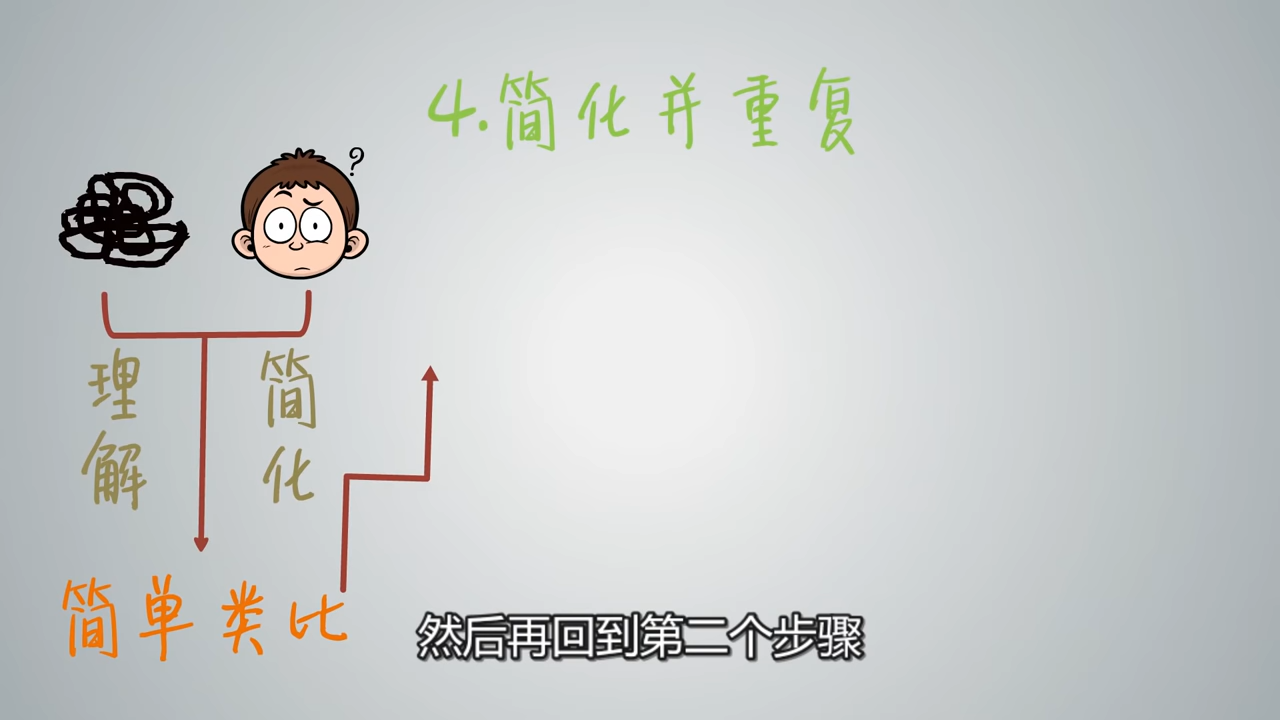 4.简化并重复
?
理解
简化
简单类比
然后再回到第二个步骤